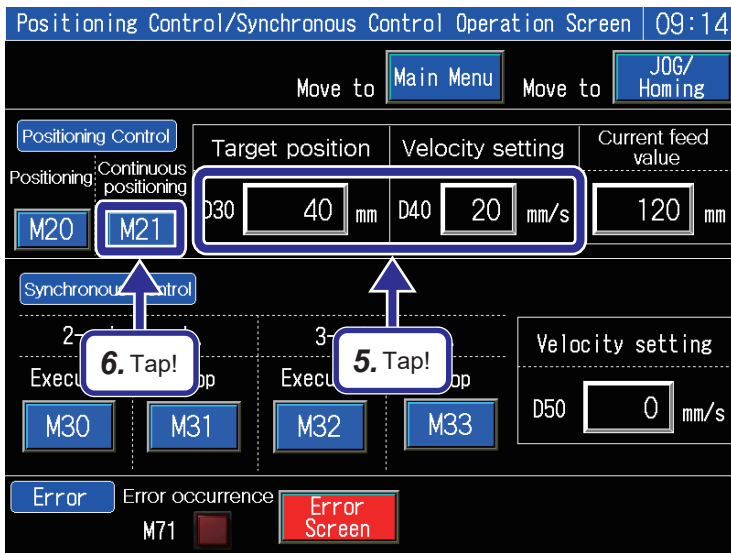 Positioning Control/Synchronous Control Operation Screen 09:14
Move to Main Menu Move to JOG/
Homing
Positioning Control
Target position Velocity setting Current feed
value
Positioning Continuous
positioning
D30 40 mm D40 20 mm/s 120 mm
M20 M21
Synchronous Control
2- 3-
Velocity setting
6. Tap! 5. Tap!
M30 M31 M32 M33
D50 0 mm/s
Error Error occurrence Error
Screen
M71